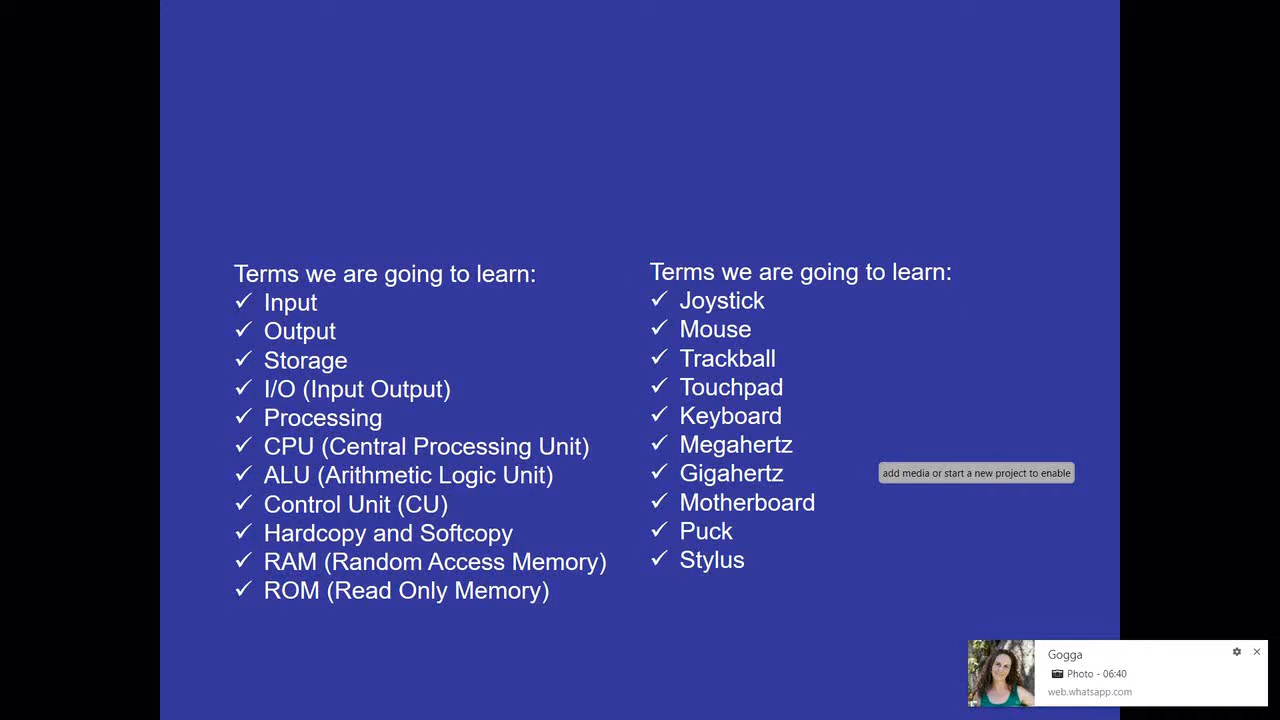 Terms we are going to learn:
✓ Input
✓ Output
✓ Storage
✓ I/O (Input Output)
✓ Processing
✓ CPU (Central Processing Unit)
✓ ALU (Arithmetic Logic Unit)
✓ Control Unit (CU)
✓ Hardcopy and Softcopy
✓ RAM (Random Access Memory)
✓ ROM (Read Only Memory)
Terms we are going to learn:
✓ Joystick
✓ Mouse
✓ Trackball
✓ Touchpad
✓ Keyboard
✓ Megahertz
✓ Gigahertz
✓ Motherboard
✓ Puck
✓ Stylus
add media or start a new project to enable
Gogga
Photo - 06:40
web.whatsapp.com